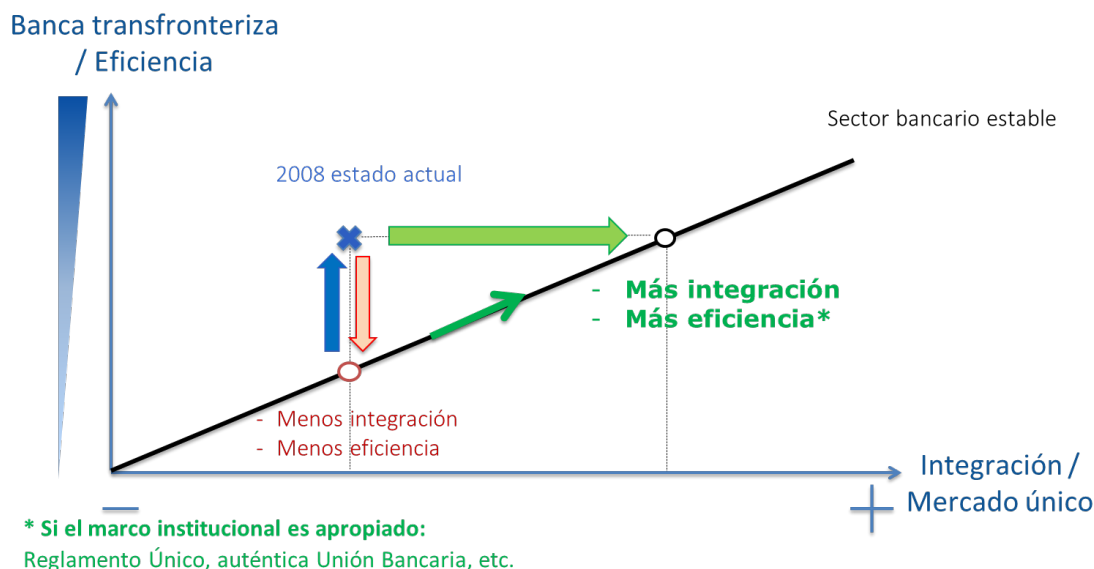 Banca transfronteriza
/ Eficiencia
Sector bancario estable
2008 estado actual
- Más integración
- Más eficiencia*
- Menos integración
- Menos eficiencia
Integración /
Mercado único
* Si el marco institucional es apropiado:
Reglamento Único, auténtica Unión Bancaria, etc.